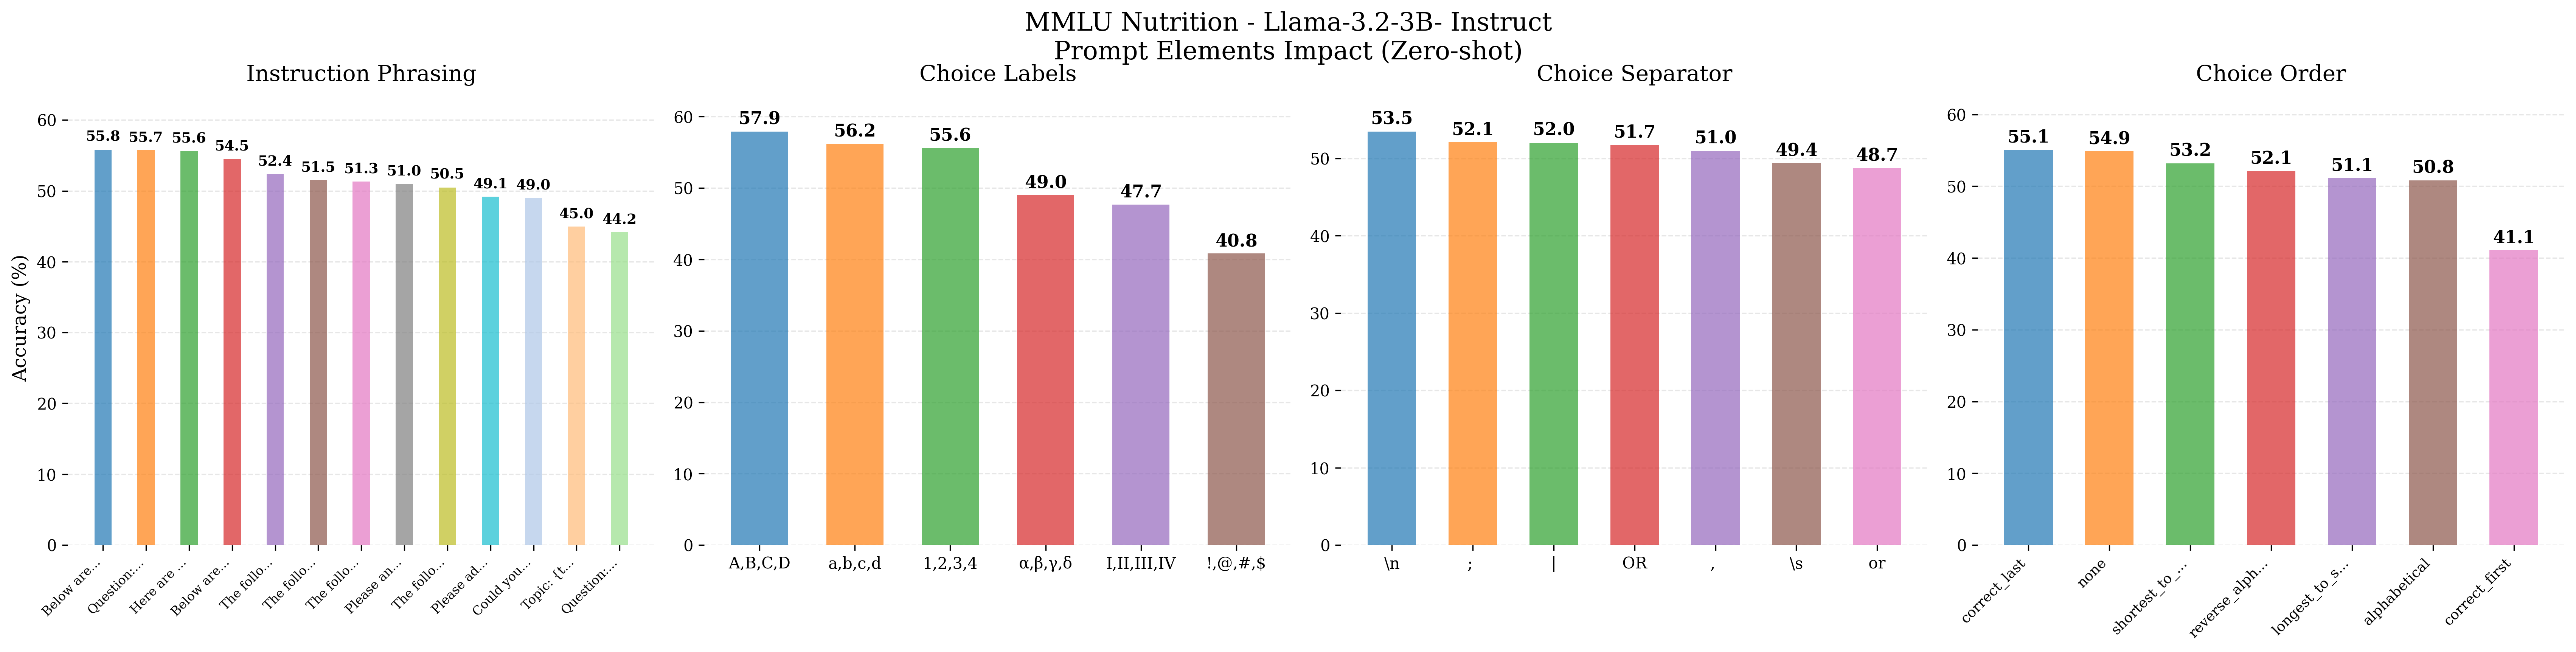 MMLU Nutrition - Llama-3.2-3B- Instruct
Prompt Elements Impact (Zero-shot)
Instruction Phrasing
Accuracy (%)
60
50
40
30
20
10
0
55.8
55.7
55.6
54.5
52.4
51.5
51.3
51.0
50.5
49.1
49.0
45.0
44.2
Below are...
Question:...
Here are ...
Below are...
The follo...
The follo...
The follo...
Please an...
The follo...
Please ad...
Could you...
Topic: {t...
Question:...
Choice Labels
60
50
40
30
20
10
0
57.9
56.2
55.6
49.0
47.7
40.8
A,B,C,D
a,b,c,d
1,2,3,4
α,β,γ,δ
I,II,III,IV
!,@,#,$
Choice Separator
50
40
30
20
10
0
53.5
52.1
52.0
51.7
51.0
49.4
48.7
\n
;
|
OR
,
\s
or
Choice Order
60
50
40
30
20
10
0
55.1
54.9
53.2
52.1
51.1
50.8
41.1
correct_last
none
shortest_to_...
reverse_alph...
longest_to_s...
alphabetical
correct_first